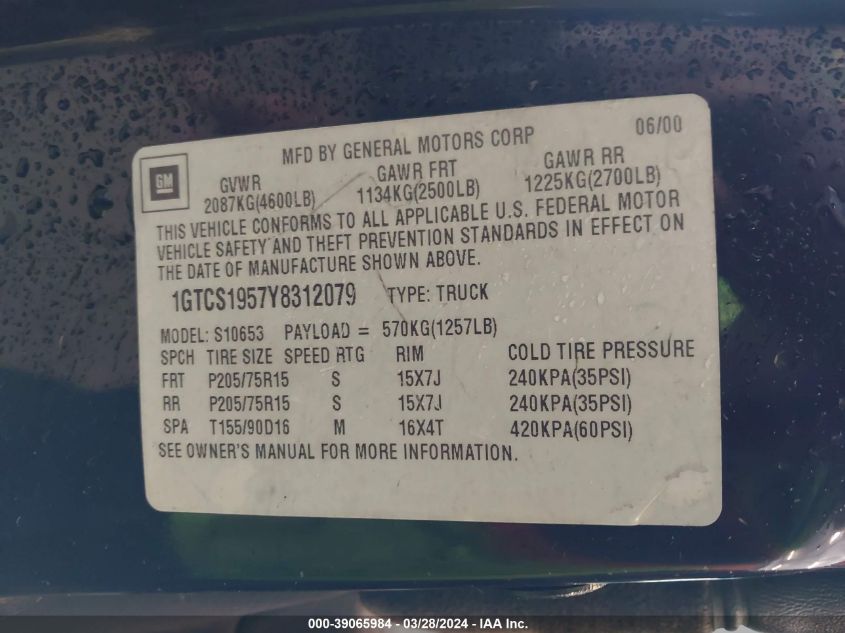 MFD BY GENERAL MOTORS CORP 06/00
GM
GVWR GAWR FRT GAWR RR
2087KG(4600LB) 1134KG(2500LB) 1225KG(2700LB)
THIS VEHICLE CONFORMS TO ALL APPLICABLE U.S. FEDERAL MOTOR
VEHICLE SAFETY AND THEFT PREVENTION STANDARDS IN EFFECT ON
THE DATE OF MANUFACTURE SHOWN ABOVE.
1GTCS1957Y8312079 TYPE: TRUCK
MODEL: S10653 PAYLOAD = 570KG(1257LB)
SPCH TIRE SIZE SPEED RTG RIM COLD TIRE PRESSURE
FRT P205/75R15 S 15X7J 240KPA(35PSI)
RR P205/75R15 S 15X7J 240KPA(35PSI)
SPA T155/90D16 M 16X4T 420KPA(60PSI)
SEE OWNER'S MANUAL FOR MORE INFORMATION.
000-39065984 - 03/28/2024 - IAA Inc.